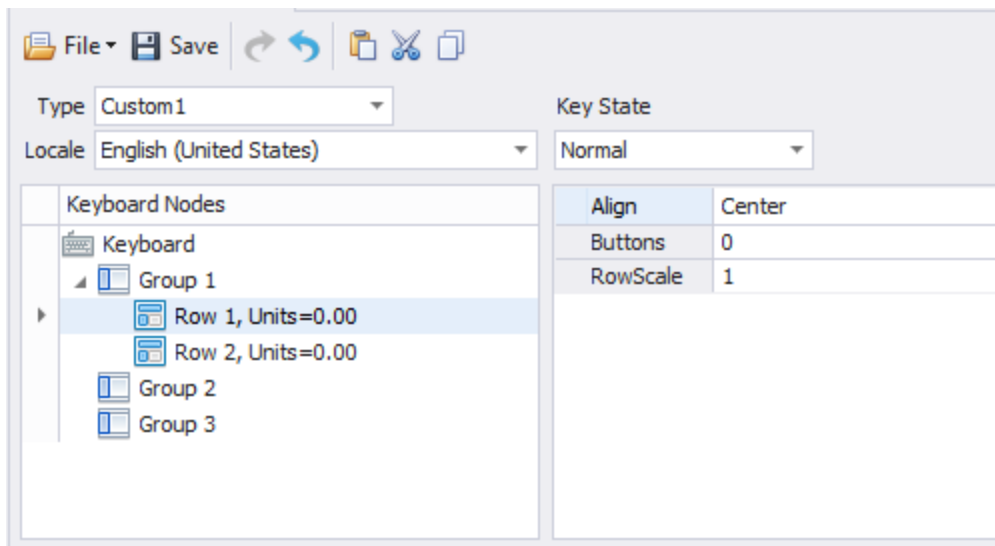 File Save
Type Custom1 Key State
Locale English (United States) Normal
Keyboard Nodes Align Center
Keyboard Buttons 0
Group 1 RowScale 1
Row 1, Units=0.00
Row 2, Units=0.00
Group 2
Group 3